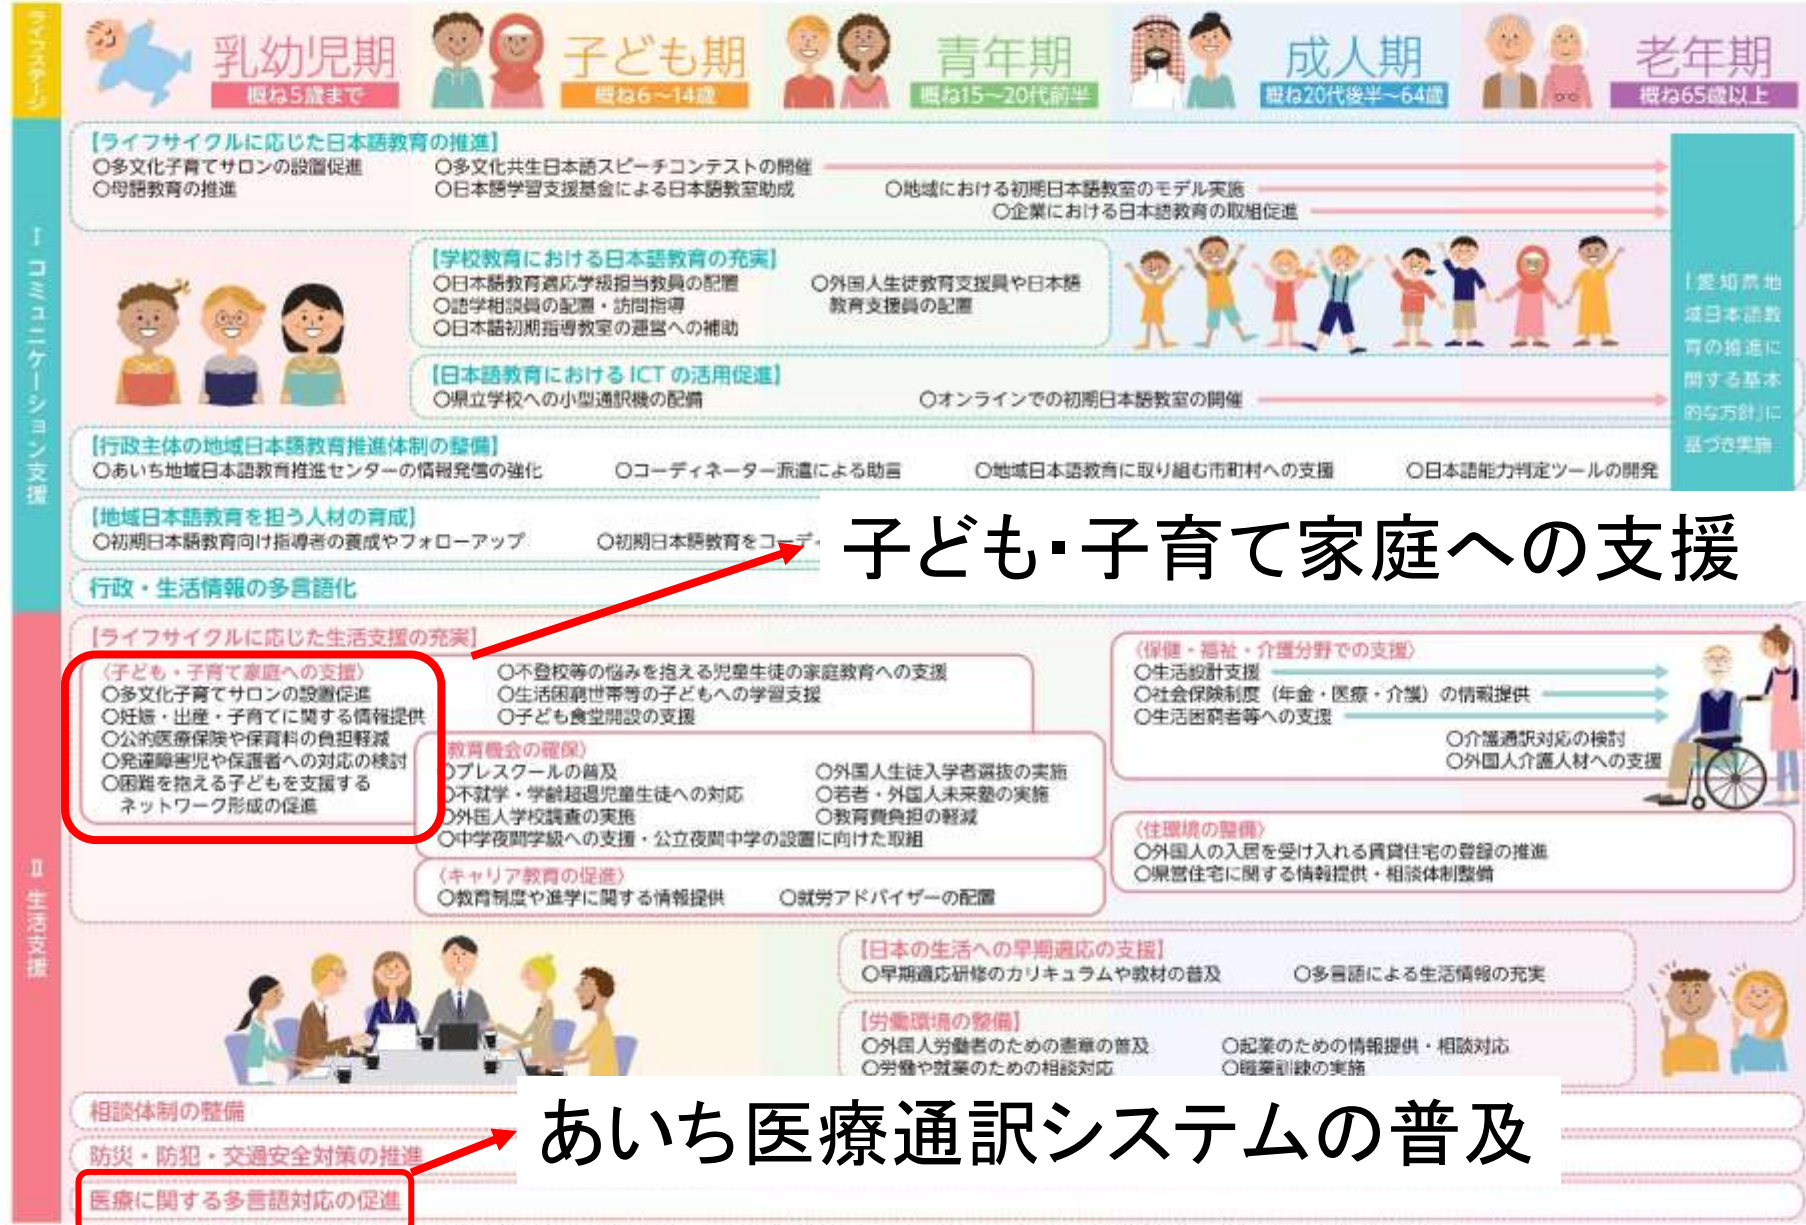 ライフステージ
乳幼児期
概ね5歳まで
子ども期
概ね6～14歳
青年期
概ね15～20代前半
成人期
概ね20代後半～64歳
老年期
概ね65歳以上
Ⅰ コミュニケーション支援
【ライフサイクルに応じた日本語教育の推進】
○多文化子育てサロンの設置促進
○多文化共生日本語スピーチコンテストの開催
○母語教育の推進
○日本語学習支援基金による日本語教室助成
○地域における初期日本語教室のモデル実施
○企業における日本語教育の取組促進
【学校教育における日本語教育の充実】
○日本語教育適応学級担当教員の配置
○語学相談員の配置・訪問指導
○日本語初期指導教室の運営への補助
○外国人生徒教育支援員や日本語
教育支援員の配置
【日本語教育における ICT の活用促進】
○県立学校への小型通訳機の配備
○オンラインでの初期日本語教室の開催
「愛知県地
域日本語教
育の推進に
関する基本
的な方針」に
基づき実施
【行政主体の地域日本語教育推進体制の整備】
○あいち地域日本語教育推進センターの情報発信の強化
○コーディネーター派遣による助言
○地域日本語教育に取り組む市町村への支援
○日本語能力判定ツールの開発
【地域日本語教育を担う人材の育成】
○初期日本語教育向け指導者の養成やフォローアップ
○初期日本語教育をコーディ
子ども・子育て家庭への支援
行政・生活情報の多言語化
Ⅱ 生活支援
【ライフサイクルに応じた生活支援の充実】
〈子ども・子育て家庭への支援〉
○多文化子育てサロンの設置促進
○妊娠・出産・子育てに関する情報提供
○公的医療保険や保育料の負担軽減
○発達障害児や保護者への対応の検討
○困難を抱える子どもを支援する
ネットワーク形成の促進
○不登校等の悩みを抱える児童生徒の家庭教育への支援
○生活困窮世帯等の子どもへの学習支援
○子ども食堂開設の支援
教育機会の確保〉
○プレスクールの普及
○不就学・学齢超過児童生徒への対応
○外国人学校調査の実施
○中学夜間学級への支援・公立夜間中学の設置に向けた取組
○外国人生徒入学者選抜の実施
○若者・外国人未来塾の実施
○教育費負担の軽減
〈キャリア教育の促進〉
○教育制度や進学に関する情報提供
○就労アドバイザーの配置
〈保健・福祉・介護分野での支援〉
○生活設計支援
○社会保険制度（年金・医療・介護）の情報提供
○生活困窮者等への支援
○介護通訳対応の検討
○外国人介護人材への支援
〈住環境の整備〉
○外国人の入居を受け入れる賃貸住宅の登録の推進
○県営住宅に関する情報提供・相談体制整備
【日本の生活への早期適応の支援】
○早期適応研修のカリキュラムや教材の普及
○多言語による生活情報の充実
【労働環境の整備】
○外国人労働者のための憲章の普及
○起業のための情報提供・相談対応
○労働や就業のための相談対応
○職業訓練の実施
相談体制の整備
あいち医療通訳システムの普及
防災・防犯・交通安全対策の推進
医療に関する多言語対応の促進